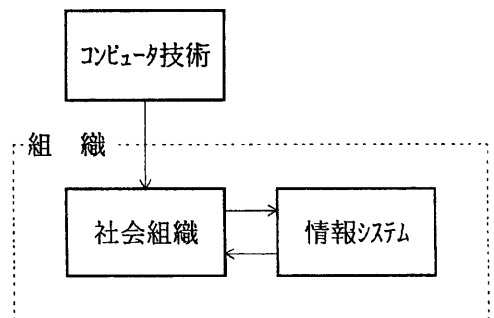 コンピュータ技術
組 織
社会組織
情報システム